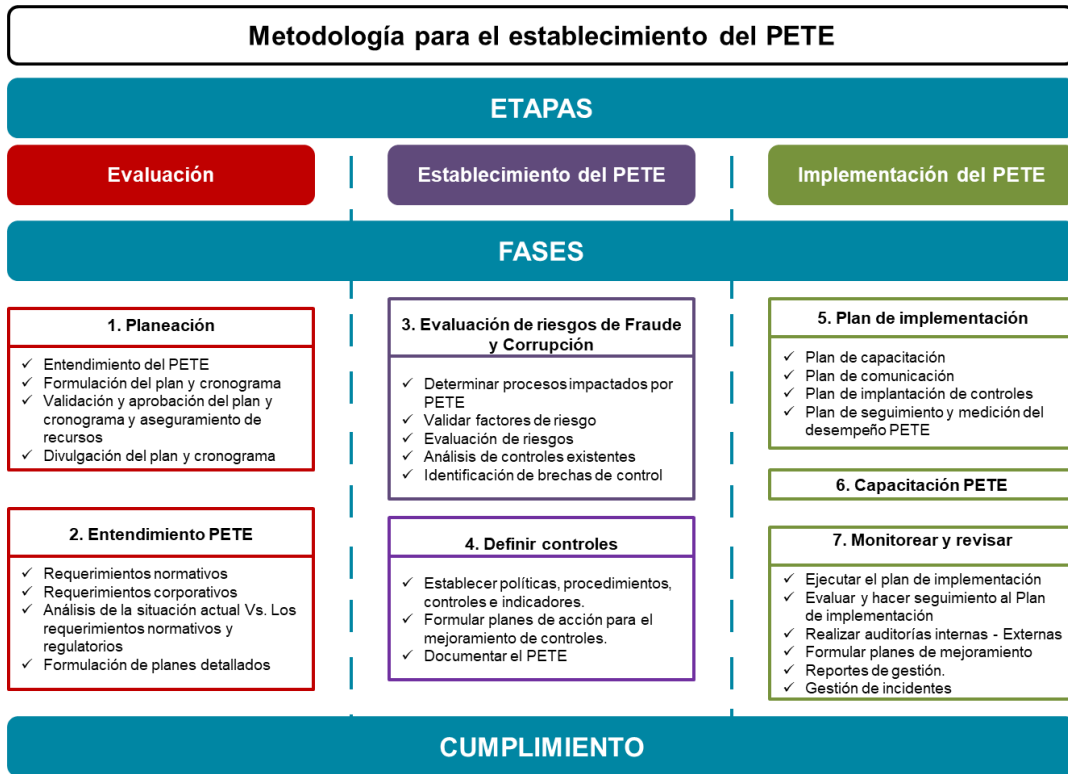 Metodología para el establecimiento del PETE
ETAPAS
Evaluación
Establecimiento del PETE
Implementación del PETE
FASES
1. Planeación
✓ Entendimiento del PETE
✓ Formulación del plan y cronograma
✓ Validación y aprobación del plan y
cronograma y aseguramiento de
recursos
✓ Divulgación del plan y cronograma
2. Entendimiento PETE
✓ Requerimientos normativos
✓ Requerimientos corporativos
✓ Análisis de la situación actual Vs. Los
requerimientos normativos y
regulatorios
✓ Formulación de planes detallados
3. Evaluación de riesgos de Fraude
y Corrupción
✓ Determinar procesos impactados por
PETE
✓ Validar factores de riesgo
✓ Evaluación de riesgos
✓ Análisis de controles existentes
✓ Identificación de brechas de control
4. Definir controles
✓ Establecer políticas, procedimientos,
controles e indicadores.
✓ Formular planes de acción para el
mejoramiento de controles.
✓ Documentar el PETE
5. Plan de implementación
✓ Plan de capacitación
✓ Plan de comunicación
✓ Plan de implantación de controles
✓ Plan de seguimiento y medición del
desempeño PETE
6. Capacitación PETE
7. Monitorear y revisar
✓ Ejecutar el plan de implementación
✓ Evaluar y hacer seguimiento al Plan
de implementación
✓ Realizar auditorías internas - Externas
✓ Formular planes de mejoramiento
✓ Reportes de gestión.
✓ Gestión de incidentes
CUMPLIMIENTO